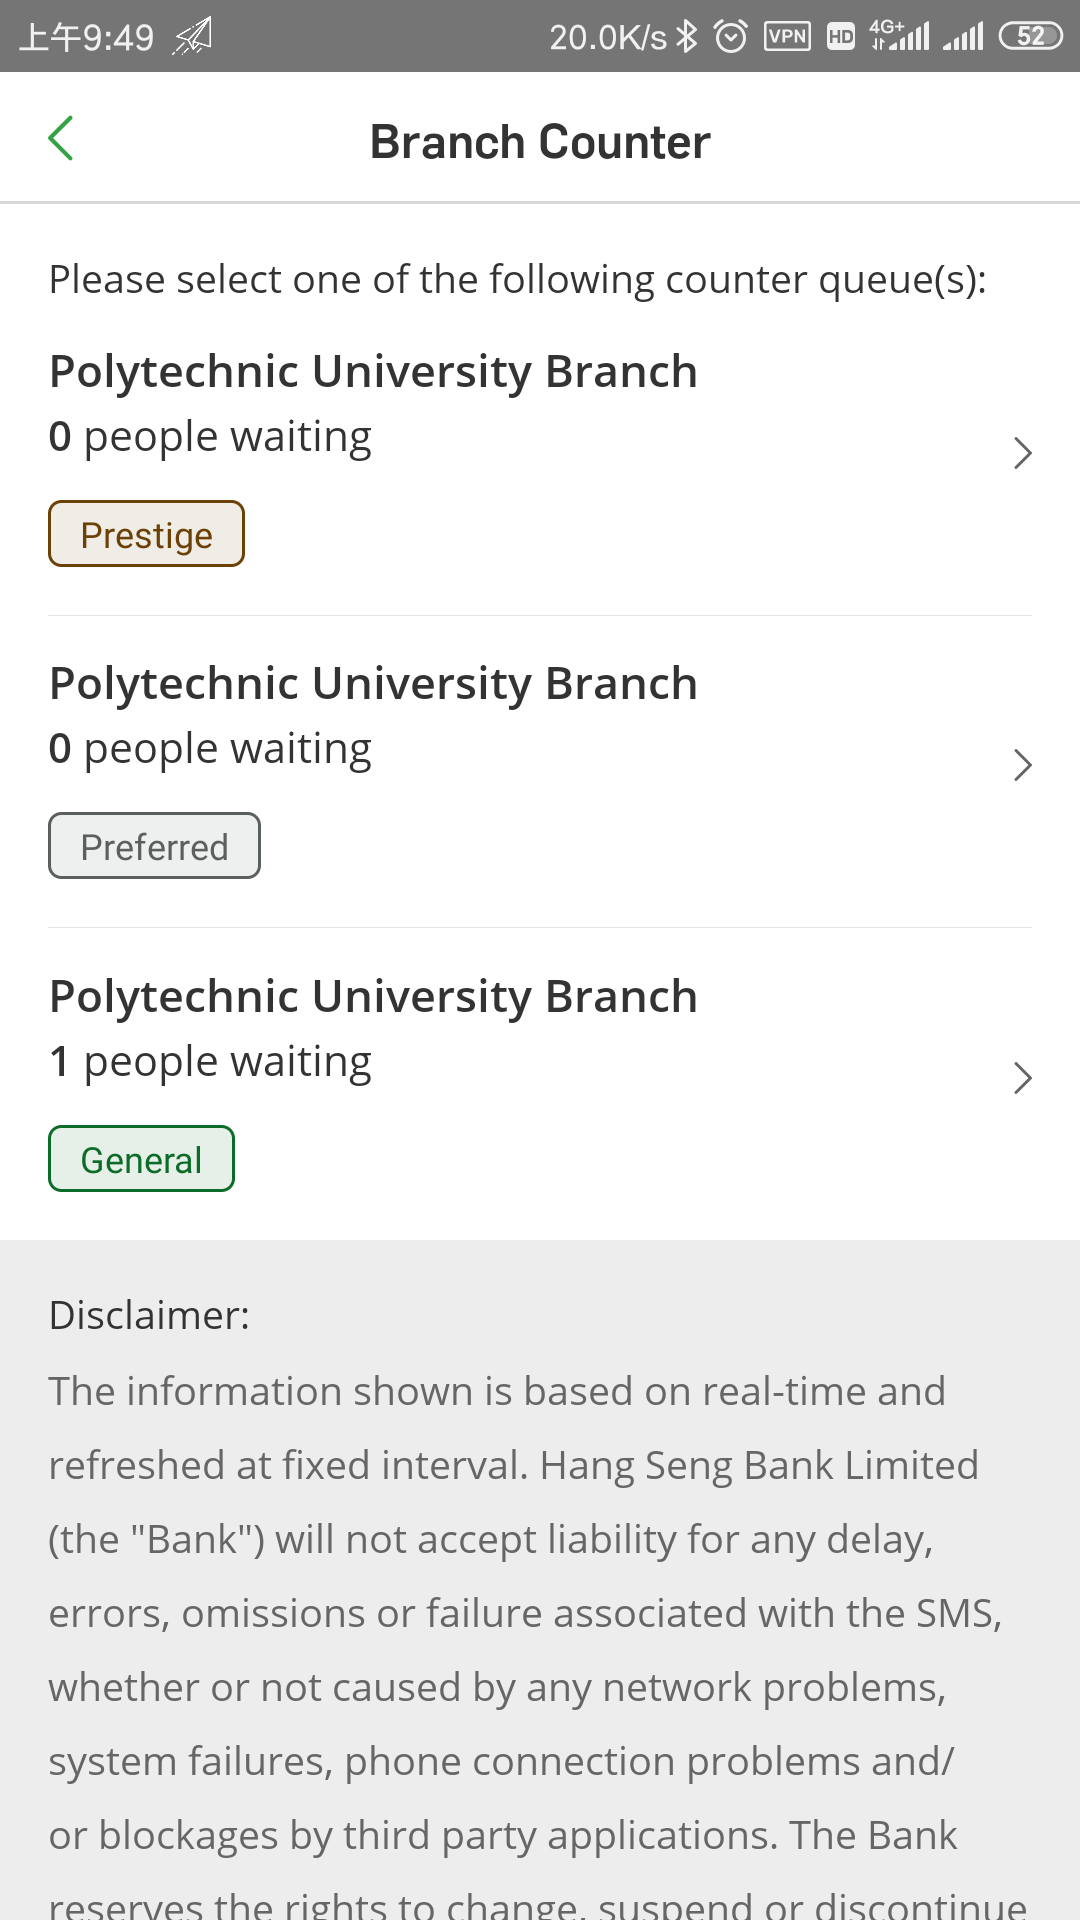 上午9:49 20.0K/s VPN HD 4G+ 52
Branch Counter
Please select one of the following counter queue(s):
Polytechnic University Branch
0 people waiting
Prestige
Polytechnic University Branch
0 people waiting
Preferred
Polytechnic University Branch
1 people waiting
General
Disclaimer:
The information shown is based on real-time and
refreshed at fixed interval. Hang Seng Bank Limited
(the "Bank") will not accept liability for any delay,
errors, omissions or failure associated with the SMS,
whether or not caused by any network problems,
system failures, phone connection problems and/
or blockages by third party applications. The Bank
reserves the rights to change, suspend or discontinue